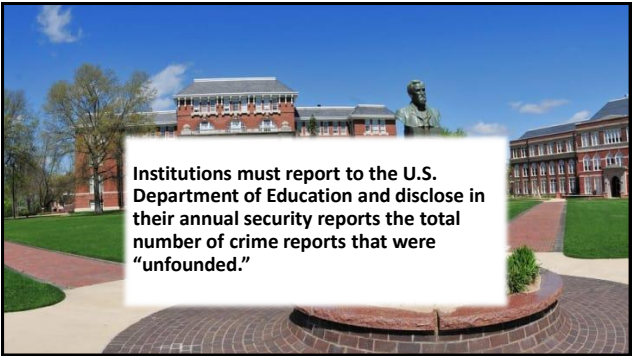 Institutions must report to the U.S.
Department of Education and disclose in
their annual security reports the total
number of crime reports that were
“unfounded.”